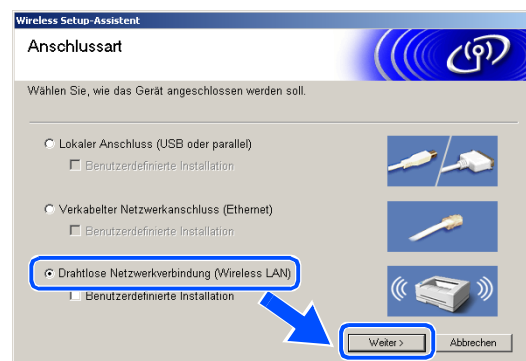 Wireless Setup-Assistent
Anschlussart
Wählen Sie, wie das Gerät angeschlossen werden soll.
Lokaler Anschluss (USB oder parallel)
Benutzerdefinierte Installation
Verkabelter Netzwerkanschluss (Ethernet)
Benutzerdefinierte Installation
Drahtlose Netzwerkverbindung (Wireless LAN)
Benutzerdefinierte Installation
Weiter > Abbrechen